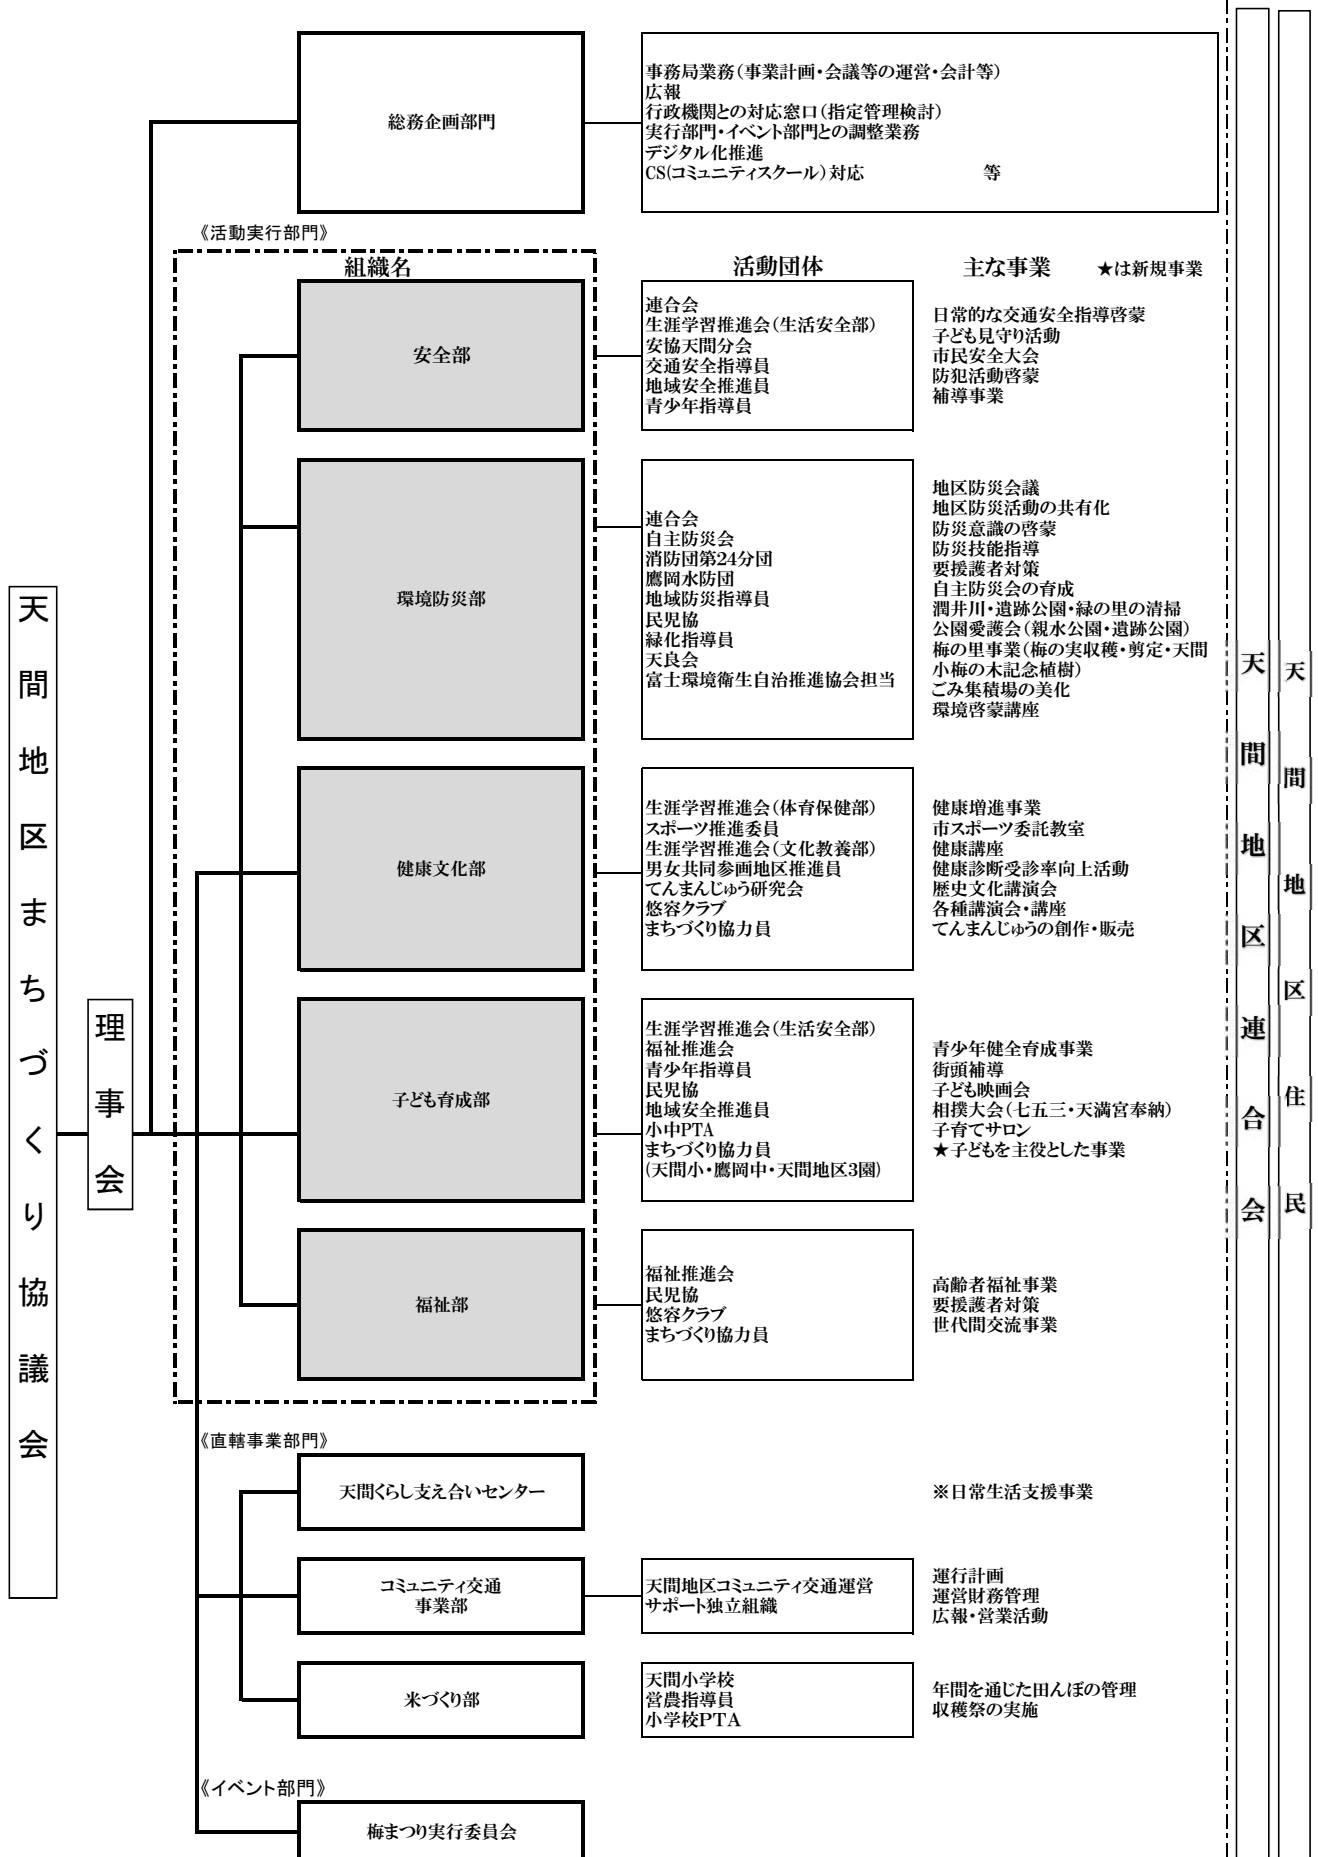 総務企画部門
事務局業務(事業計画・会議等の運営・会計等)
広報
行政機関との対応窓口(指定管理検討)
実行部門・イベント部門との調整業務
デジタル化推進
CS(コミュニティスクール)対応 等
《活動実行部門》
組織名 活動団体 主な事業 ★は新規事業
安全部
連合会
生涯学習推進会(生活安全部)
安協天間分会
交通安全指導員
地域安全推進員
青少年指導員
日常的な交通安全指導啓蒙
子ども見守り活動
市民安全大会
防犯活動啓蒙
補導事業
環境防災部
連合会
自主防災会
消防団第24分団
鷹岡水防団
地域防災指導員
民児協
緑化指導員
天良会
富士環境衛生自治推進協会担当
地区防災会議
地区防災活動の共有化
防災意識の啓蒙
防災技能指導
要援護者対策
自主防災会の育成
潤井川・遺跡公園・緑の里の清掃
公園愛護会(親水公園・遺跡公園)
梅の里事業(梅の実収穫・剪定・天間
小梅の木記念植樹)
ごみ集積場の美化
環境啓蒙講座
健康文化部
生涯学習推進会(体育保健部)
スポーツ推進委員
生涯学習推進会(文化教養部)
男女共同参画地区推進員
てんまんじゅう研究会
悠容クラブ
まちづくり協力員
健康増進事業
市スポーツ委託教室
健康講座
健康診断受診率向上活動
歴史文化講演会
各種講演会・講座
てんまんじゅうの創作・販売
子ども育成部
生涯学習推進会(生活安全部)
福祉推進会
青少年指導員
民児協
地域安全推進員
小中PTA
まちづくり協力員
(天間小・鷹岡中・天間地区3園)
青少年健全育成事業
街頭補導
子ども映画会
相撲大会(七五三・天満宮奉納)
子育てサロン
★子どもを主役とした事業
福祉部
福祉推進会
民児協
悠容クラブ
まちづくり協力員
高齢者福祉事業
要援護者対策
世代間交流事業
《直轄事業部門》
天間くらし支え合いセンター
※日常生活支援事業
コミュニティ交通
事業部
天間地区コミュニティ交通運営
サポート独立組織
運行計画
運営財務管理
広報・営業活動
米づくり部
天間小学校
営農指導員
小学校PTA
年間を通じた田んぼの管理
収穫祭の実施
《イベント部門》
梅まつり実行委員会
天間地区まちづくり協議会
理事会
天間地区連合会
天間地区住民